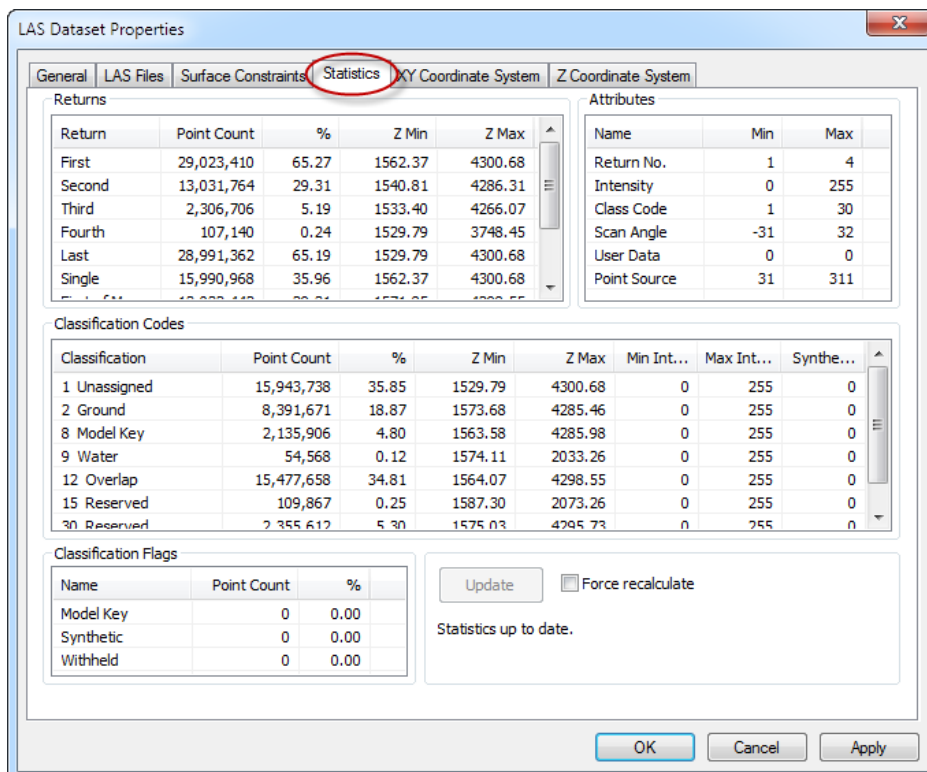 LAS Dataset Properties
General LAS Files Surface Constraints Statistics XY Coordinate System Z Coordinate System
Returns
Return Point Count % Z Min Z Max
First 29,023,410 65.27 1562.37 4300.68
Second 13,031,764 29.31 1540.81 4286.31
Third 2,306,706 5.19 1533.40 4266.07
Fourth 107,140 0.24 1529.79 3748.45
Last 28,991,362 65.19 1529.79 4300.68
Single 15,990,968 35.96 1562.37 4300.68
Attributes
Name Min Max
Return No. 1 4
Intensity 0 255
Class Code 1 30
Scan Angle -31 32
User Data 0 0
Point Source 31 311
Classification Codes
Classification Point Count % Z Min Z Max Min Int... Max Int... Synthe...
1 Unassigned 15,943,738 35.85 1529.79 4300.68 0 255 0
2 Ground 8,391,671 18.87 1573.68 4285.46 0 255 0
8 Model Key 2,135,906 4.80 1563.58 4285.98 0 255 0
9 Water 54,568 0.12 1574.11 2033.26 0 255 0
12 Overlap 15,477,658 34.81 1564.07 4298.55 0 255 0
15 Reserved 109,867 0.25 1587.30 2073.26 0 255 0
30 Reserved 2,355,612 5.30 1575.03 4295.73 0 255 0
Classification Flags
Name Point Count %
Model Key 0 0.00
Synthetic 0 0.00
Withheld 0 0.00
Update Force recalculate
Statistics up to date.
OK Cancel Apply